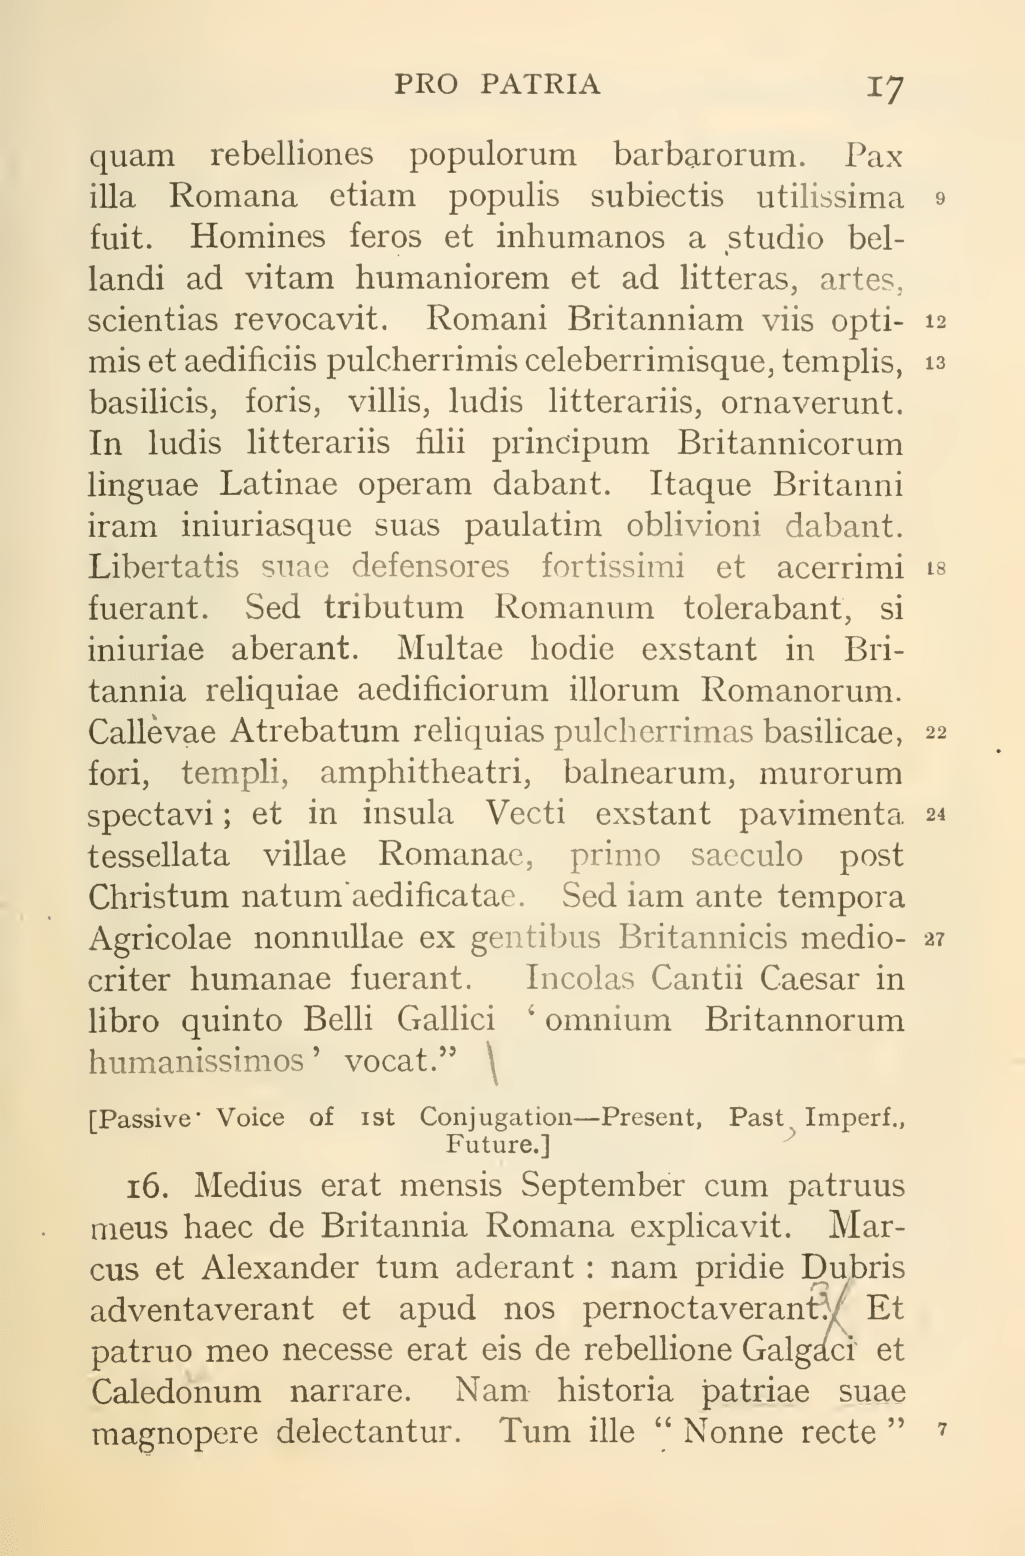 PRO PATRIA 17
quam rebelliones populorum barbarorum. Pax
illa Romana etiam populis subiectis utilissima 9
fuit. Homines feros et inhumanos a studio bel-
landi ad vitam humaniorem et ad litteras, artes,
scientias revocavit. Romani Britanniam viis opti- 12
mis et aedificiis pulcherrimis celeberrimisque, templis, 13
basilicis, foris, villis, ludis litterariis, ornaverunt.
In ludis litterariis filii principum Britannicorum
linguae Latinae operam dabant. Itaque Britanni
iram iniuriasque suas paulatim oblivioni dabant.
Libertatis suae defensores fortissimi et acerrimi 18
fuerant. Sed tributum Romanum tolerabant, si
iniuriae aberant. Multae hodie exstant in Bri-
tannia reliquiae aedificiorum illorum Romanorum.
Callèvae Atrebatum reliquias pulcherrimas basilicae, 22
fori, templi, amphitheatri, balnearum, murorum
spectavi ; et in insula Vecti exstant pavimenta 24
tessellata villae Romanae, primo saeculo post
Christum natum aedificatae. Sed iam ante tempora
Agricolae nonnullae ex gentibus Britannicis medio- 27
criter humanae fuerant. Incolas Cantii Caesar in
libro quinto Belli Gallici ‘ omnium Britannorum
humanissimos ’ vocat.”
[Passive Voice of 1st Conjugation—Present, Past Imperf.,
Future.]
16. Medius erat mensis September cum patruus
meus haec de Britannia Romana explicavit. Mar-
cus et Alexander tum aderant : nam pridie Dubris
adventaverant et apud nos pernoctaverant. Et
patruo meo necesse erat eis de rebellione Galgaci et
Caledonum narrare. Nam historia patriae suae
magnopere delectantur. Tum ille “ Nonne recte ” 7